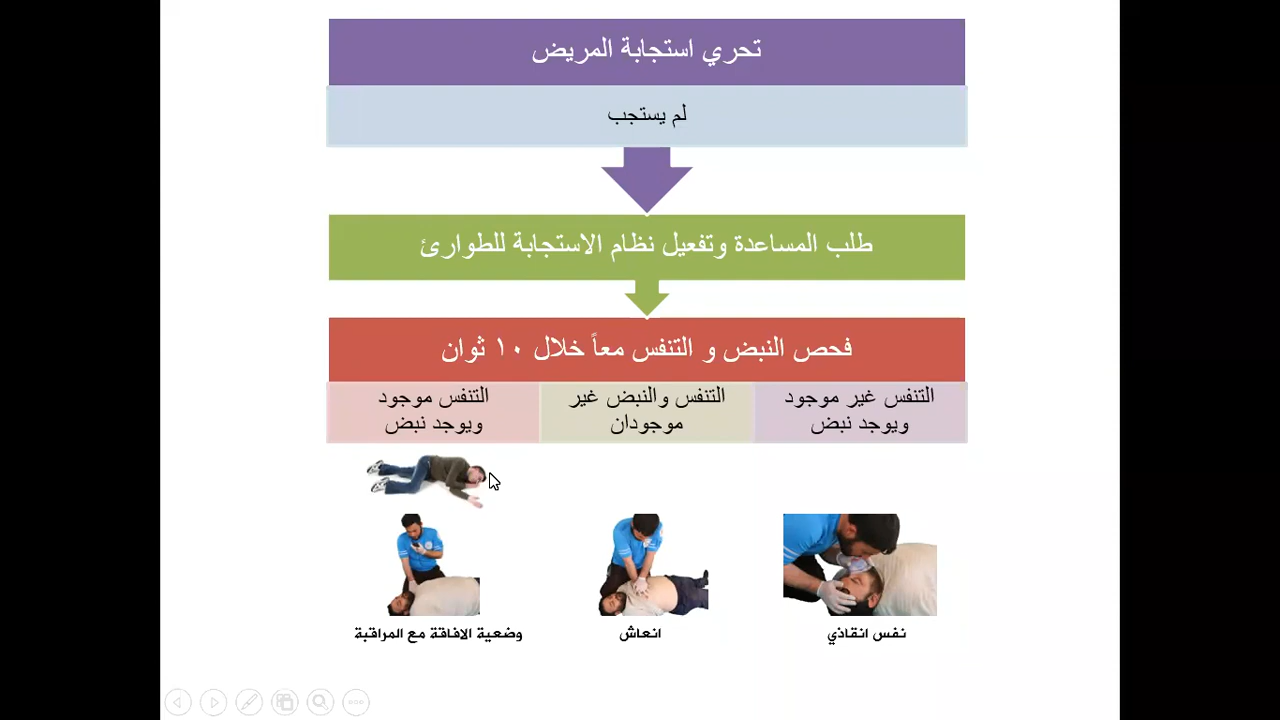 تحري استجابة المريض
لم يستجب
طلب المساعدة وتفعيل نظام الاستجابة للطوارئ
فحص النبض و التنفس معاً خلال ١٠ ثوان
التنفس غير موجود
ويوجد نبض
التنفس والنبض غير
موجودان
التنفس موجود
ويوجد نبض
نفس انقاذي
انعاش
وضعية الافاقة مع المراقبة